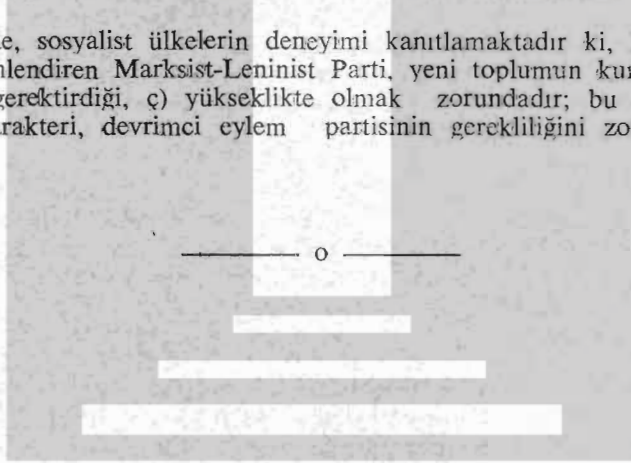 e, sosyalist ülkelerin deneyimi kanıtlamaktadır ki,
nlendiren Marksist-Leninist Parti, yeni toplumun kur
gerektirdiği, ç) yükseklikte olmak zorundadır; bu
rakteri, devrimci eylem partisinin gerekliliğini zo
o